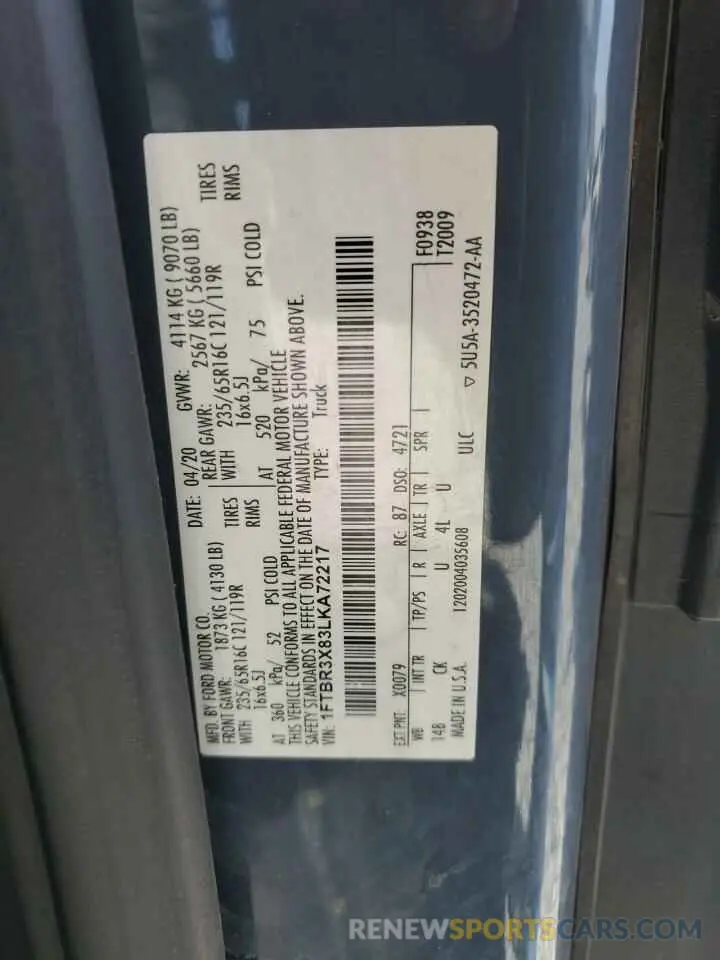 MFD. BY FORD MOTOR CO.
DATE: 04/20 GVWR: 4114 KG ( 9070 LB)
FRONT GAWR: 1873 KG ( 4130 LB) REAR GAWR: 2567 KG ( 5660 LB)
WITH 235/65R16C 121/119R TIRES WITH 235/65R16C 121/119R TIRES
16x6.5J RIMS 16x6.5J RIMS
AT 360 kPa/ 52 PSI COLD AT 520 kPa/ 75 PSI COLD
THIS VEHICLE CONFORMS TO ALL APPLICABLE FEDERAL MOTOR VEHICLE
SAFETY STANDARDS IN EFFECT ON THE DATE OF MANUFACTURE SHOWN ABOVE.
VIN: 1FTBR3X83LKA72217 TYPE: Truck
F0938
EXT PNT: X0079 RC: 87 DSO: 4721 T2009
WB INT TR TP/PS R AXLE TR SPR
14B CK U 4L U
MADE IN U.S.A. 1202004035608 ULC ▽ 5U5A-3520472-AA
RENEWSPORTSCARS.COM